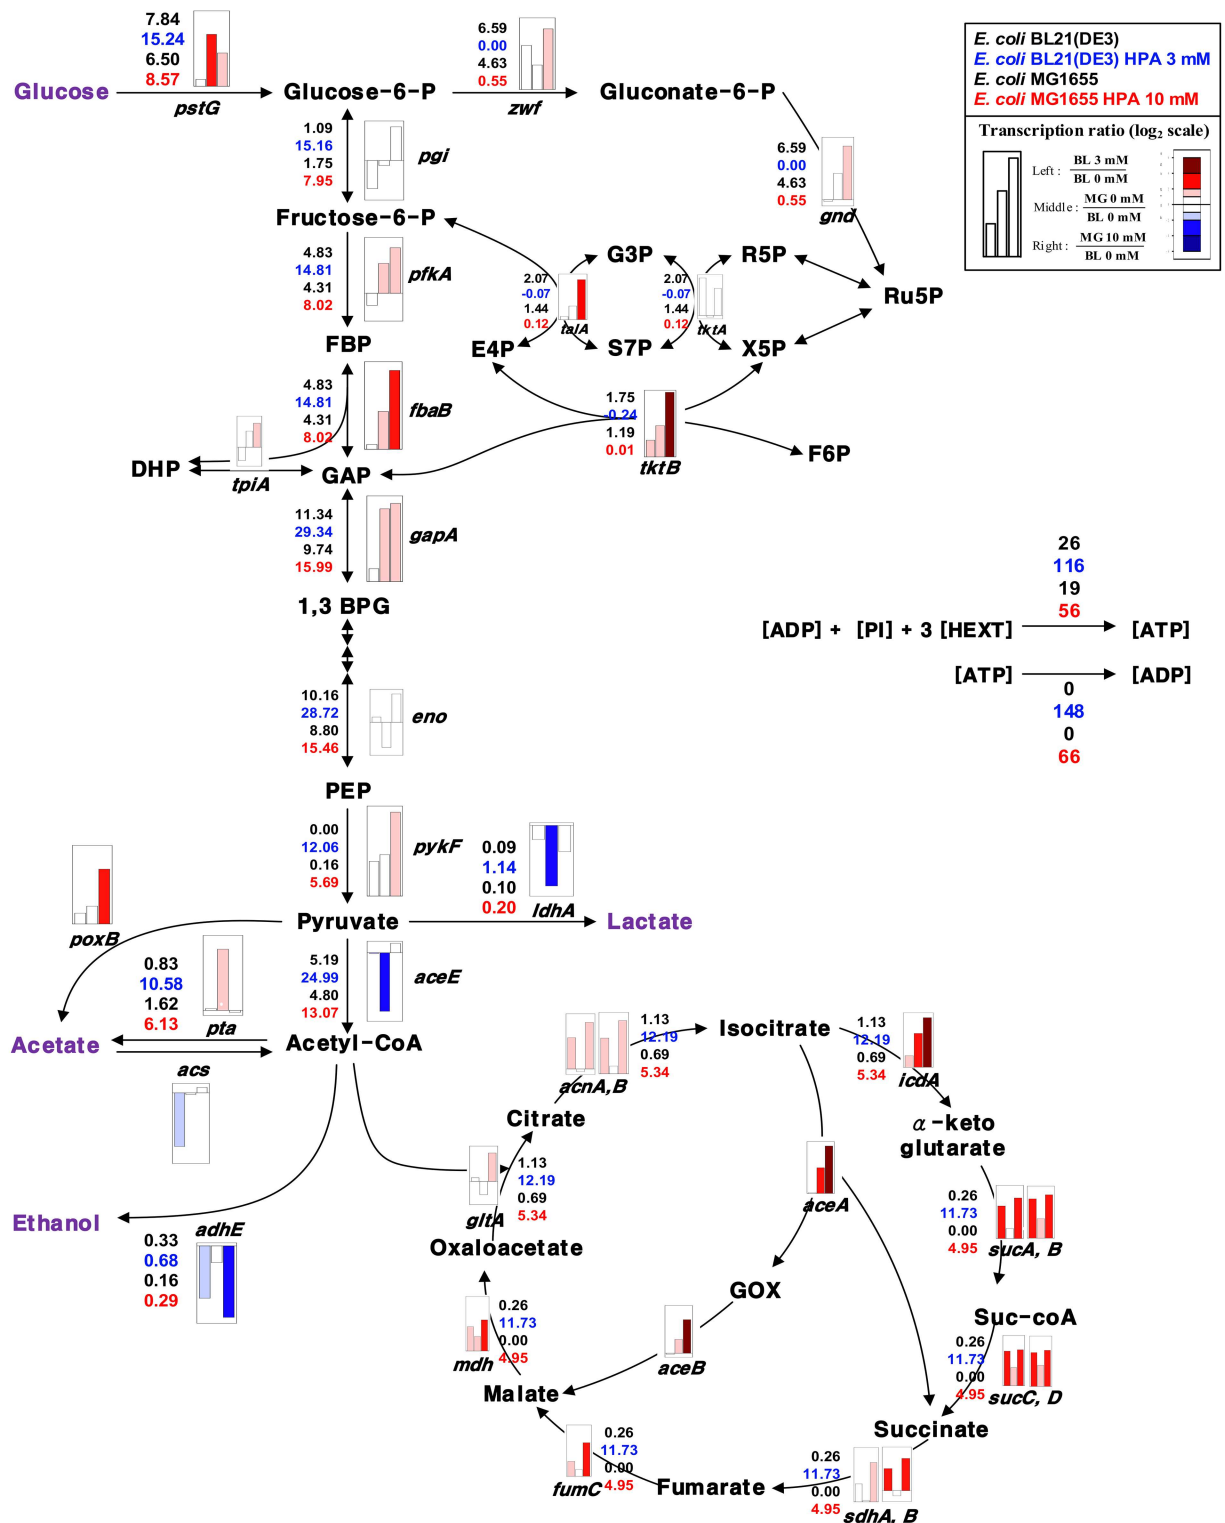 E. coli BL21(DE3)
E. coli BL21(DE3) HPA 3 mM
E. coli MG1655
E. coli MG1655 HPA 10 mM
Transcription ratio (log2 scale)
Left : BL 3 mM
BL 0 mM
Middle : MG 0 mM
BL 0 mM
Right : MG 10 mM
BL 0 mM
7.84
15.24
6.50
8.57
Glucose
pstG
Glucose-6-P
6.59
0.00
4.63
0.55
zwf
Gluconate-6-P
1.09
15.16
1.75
7.95
pgi
6.59
0.00
4.63
0.55
gnd
Fructose-6-P
4.83
14.81
4.31
8.02
pfkA
G3P
R5P
Ru5P
2.07
-0.07
1.44
0.12
talA
2.07
-0.07
1.44
0.12
tktA
FBP
E4P
S7P
X5P
4.83
14.81
4.31
8.02
fbaB
1.75
-0.24
1.19
0.01
tktB
F6P
DHP
tpiA
GAP
11.34
29.34
9.74
15.99
gapA
1,3 BPG
26
116
19
56
[ADP] + [PI] + 3 [HEXT]
[ATP]
[ATP]
[ADP]
0
148
0
66
10.16
28.72
8.80
15.46
eno
PEP
0.00
12.06
0.16
5.69
pykF
0.09
1.14
0.10
0.20
ldhA
Pyruvate
Lactate
poxB
5.19
24.99
4.80
13.07
aceE
0.83
10.58
1.62
6.13
pta
Acetate
acs
Acetyl-CoA
Ethanol
adhE
0.33
0.68
0.16
0.29
acnA,B
1.13
12.19
0.69
5.34
Isocitrate
1.13
12.19
0.69
5.34
icdA
Citrate
α-keto
glutarate
1.13
12.19
0.69
5.34
gltA
aceA
0.26
11.73
0.00
4.95
sucA, B
Oxaloacetate
GOX
Suc-coA
0.26
11.73
0.00
4.95
mdh
aceB
0.26
11.73
0.00
4.95
sucC, D
Malate
Succinate
0.26
11.73
0.00
4.95
fumC
Fumarate
0.26
11.73
0.00
4.95
sdhA, B